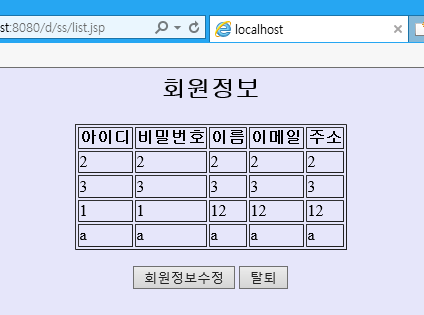 st:8080/d/ss/list.jsp localhost
회원정보
아이디 비밀번호 이름 이메일 주소
2 2 2 2 2
3 3 3 3 3
1 1 12 12 12
a a a a a
회원정보수정 탈퇴